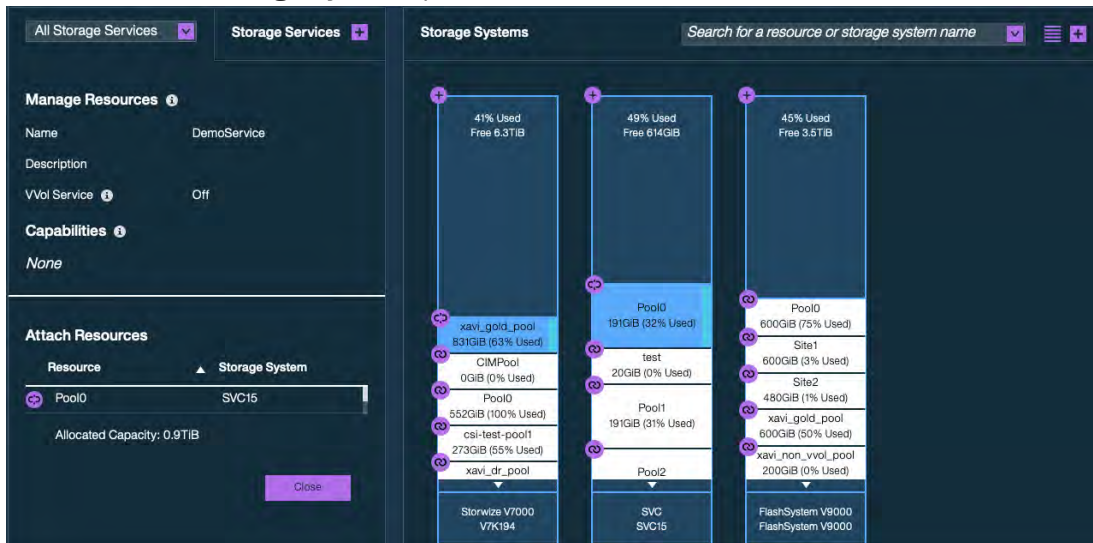 All Storage Services
Storage Services
Manage Resources
Name DemoService
Description
VVol Service Off
Capabilities
None
Attach Resources
Resource Storage System
Pool0 SVC15
Allocated Capacity: 0.9TiB
Close
Storage Systems
Search for a resource or storage system name
41% Used
Free 6.3TiB
xavi_gold_pool
831GiB (63% Used)
CIMPool
0GiB (0% Used)
Pool0
552GiB (100% Used)
csi-test-pool1
273GiB (55% Used)
xavi_dr_pool
Storwize V7000
V7K194
49% Used
Free 614GiB
Pool0
191GiB (32% Used)
test
20GiB (0% Used)
Pool1
191GiB (31% Used)
Pool2
SVC
SVC15
45% Used
Free 3.5TiB
Pool0
600GiB (75% Used)
Site1
600GiB (3% Used)
Site2
480GiB (1% Used)
xavi_gold_pool
600GiB (50% Used)
xavi_non_vvol_pool
200GiB (0% Used)
FlashSystem V9000
FlashSystem V9000